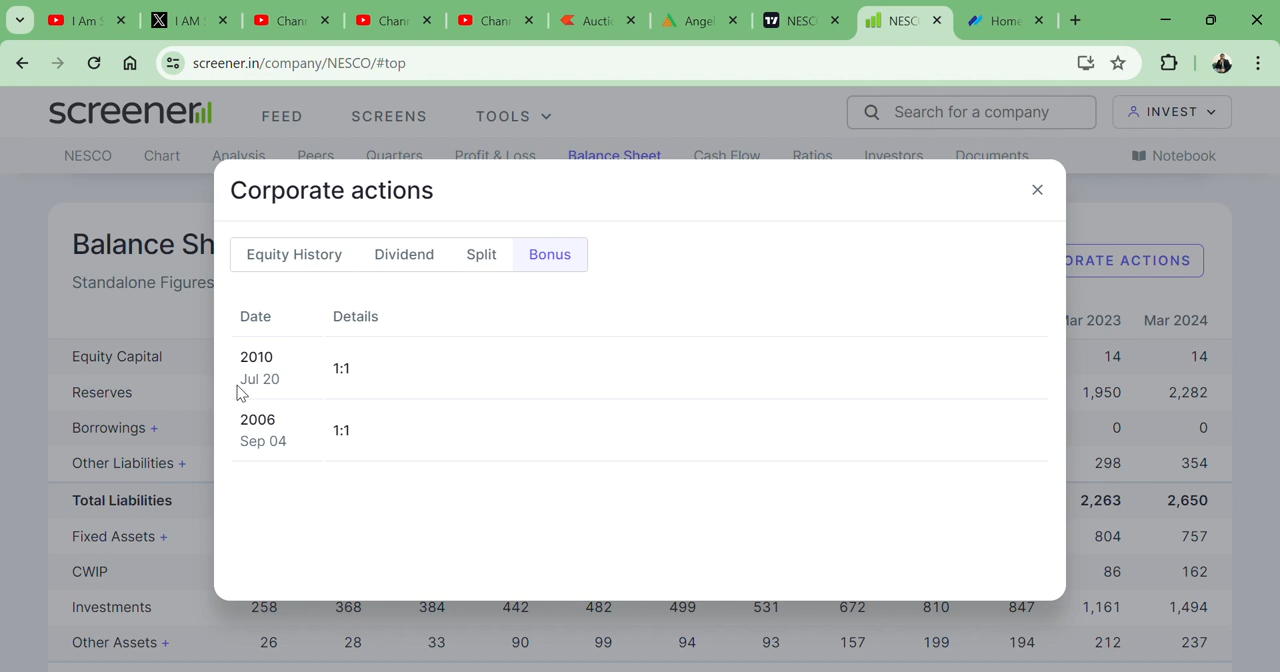 I Am
I AM
Chann
Chann
Chann
Auctic
Angel
NESC
NESC
Home
screener.in/company/NESCO/#top
screener
FEED
SCREENS
TOOLS
Search for a company
INVEST
NESCO Chart Analysis Peers Quarters Profit & Loss Balance Sheet Cash Flow Ratios Investors Documents Notebook
Corporate actions
Equity History Dividend Split Bonus
Date Details
2010
Jul 20
1:1
2006
Sep 04
1:1
Balance Sh
Standalone Figures
ORATE ACTIONS
Mar 2023 Mar 2024
Equity Capital 14 14
Reserves 1,950 2,282
Borrowings + 0 0
Other Liabilities + 298 354
Total Liabilities 2,263 2,650
Fixed Assets + 804 757
CWIP 86 162
Investments 258 368 384 442 482 499 531 672 810 847 1,161 1,494
Other Assets + 26 28 33 90 99 94 93 157 199 194 212 237